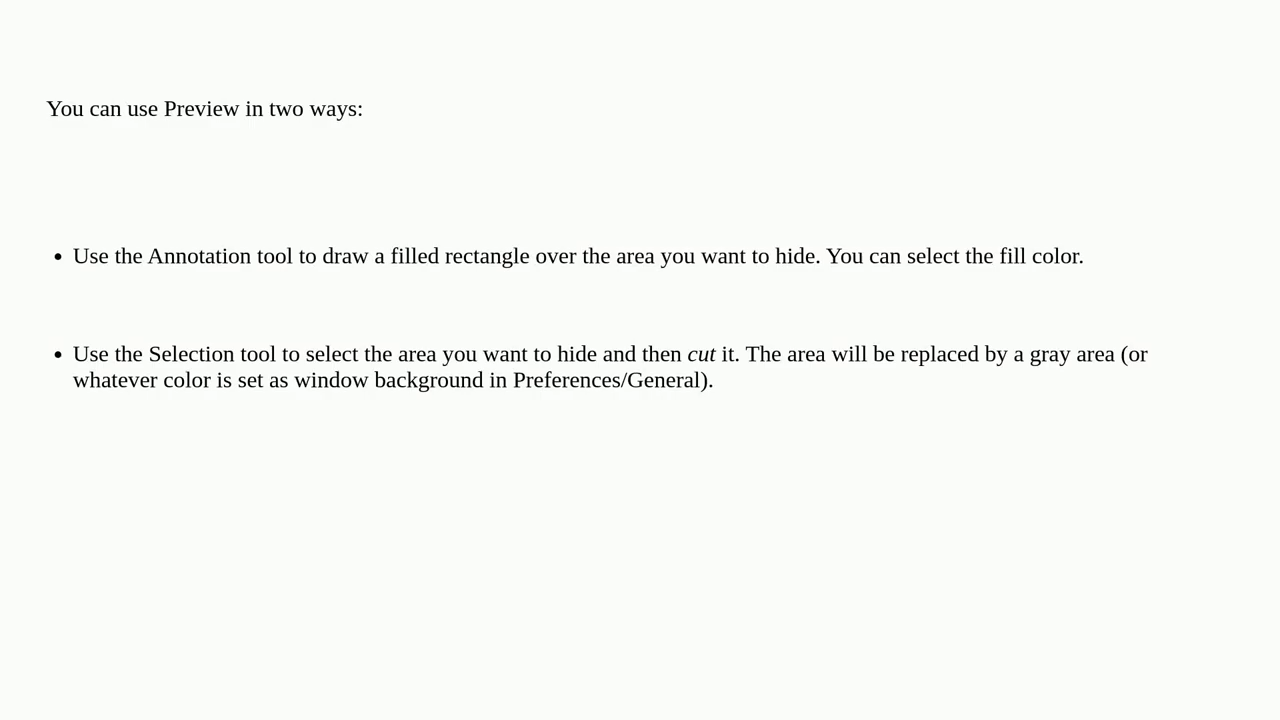 You can use Preview in two ways:
• Use the Annotation tool to draw a filled rectangle over the area you want to hide. You can select the fill color.
• Use the Selection tool to select the area you want to hide and then cut it. The area will be replaced by a gray area (or
whatever color is set as window background in Preferences/General).